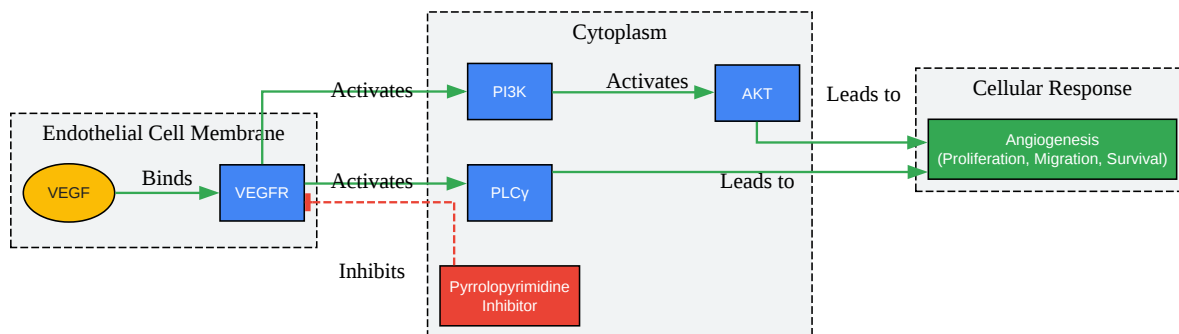 Cytoplasm
Activates
PI3K
Activates
AKT
Leads to
Cellular Response
Endothelial Cell Membrane
Angiogenesis
(Proliferation, Migration, Survival)
VEGF
Binds
VEGFR
Activates
PLCγ
Leads to
Inhibits
Pyrrolopyrimidine
Inhibitor